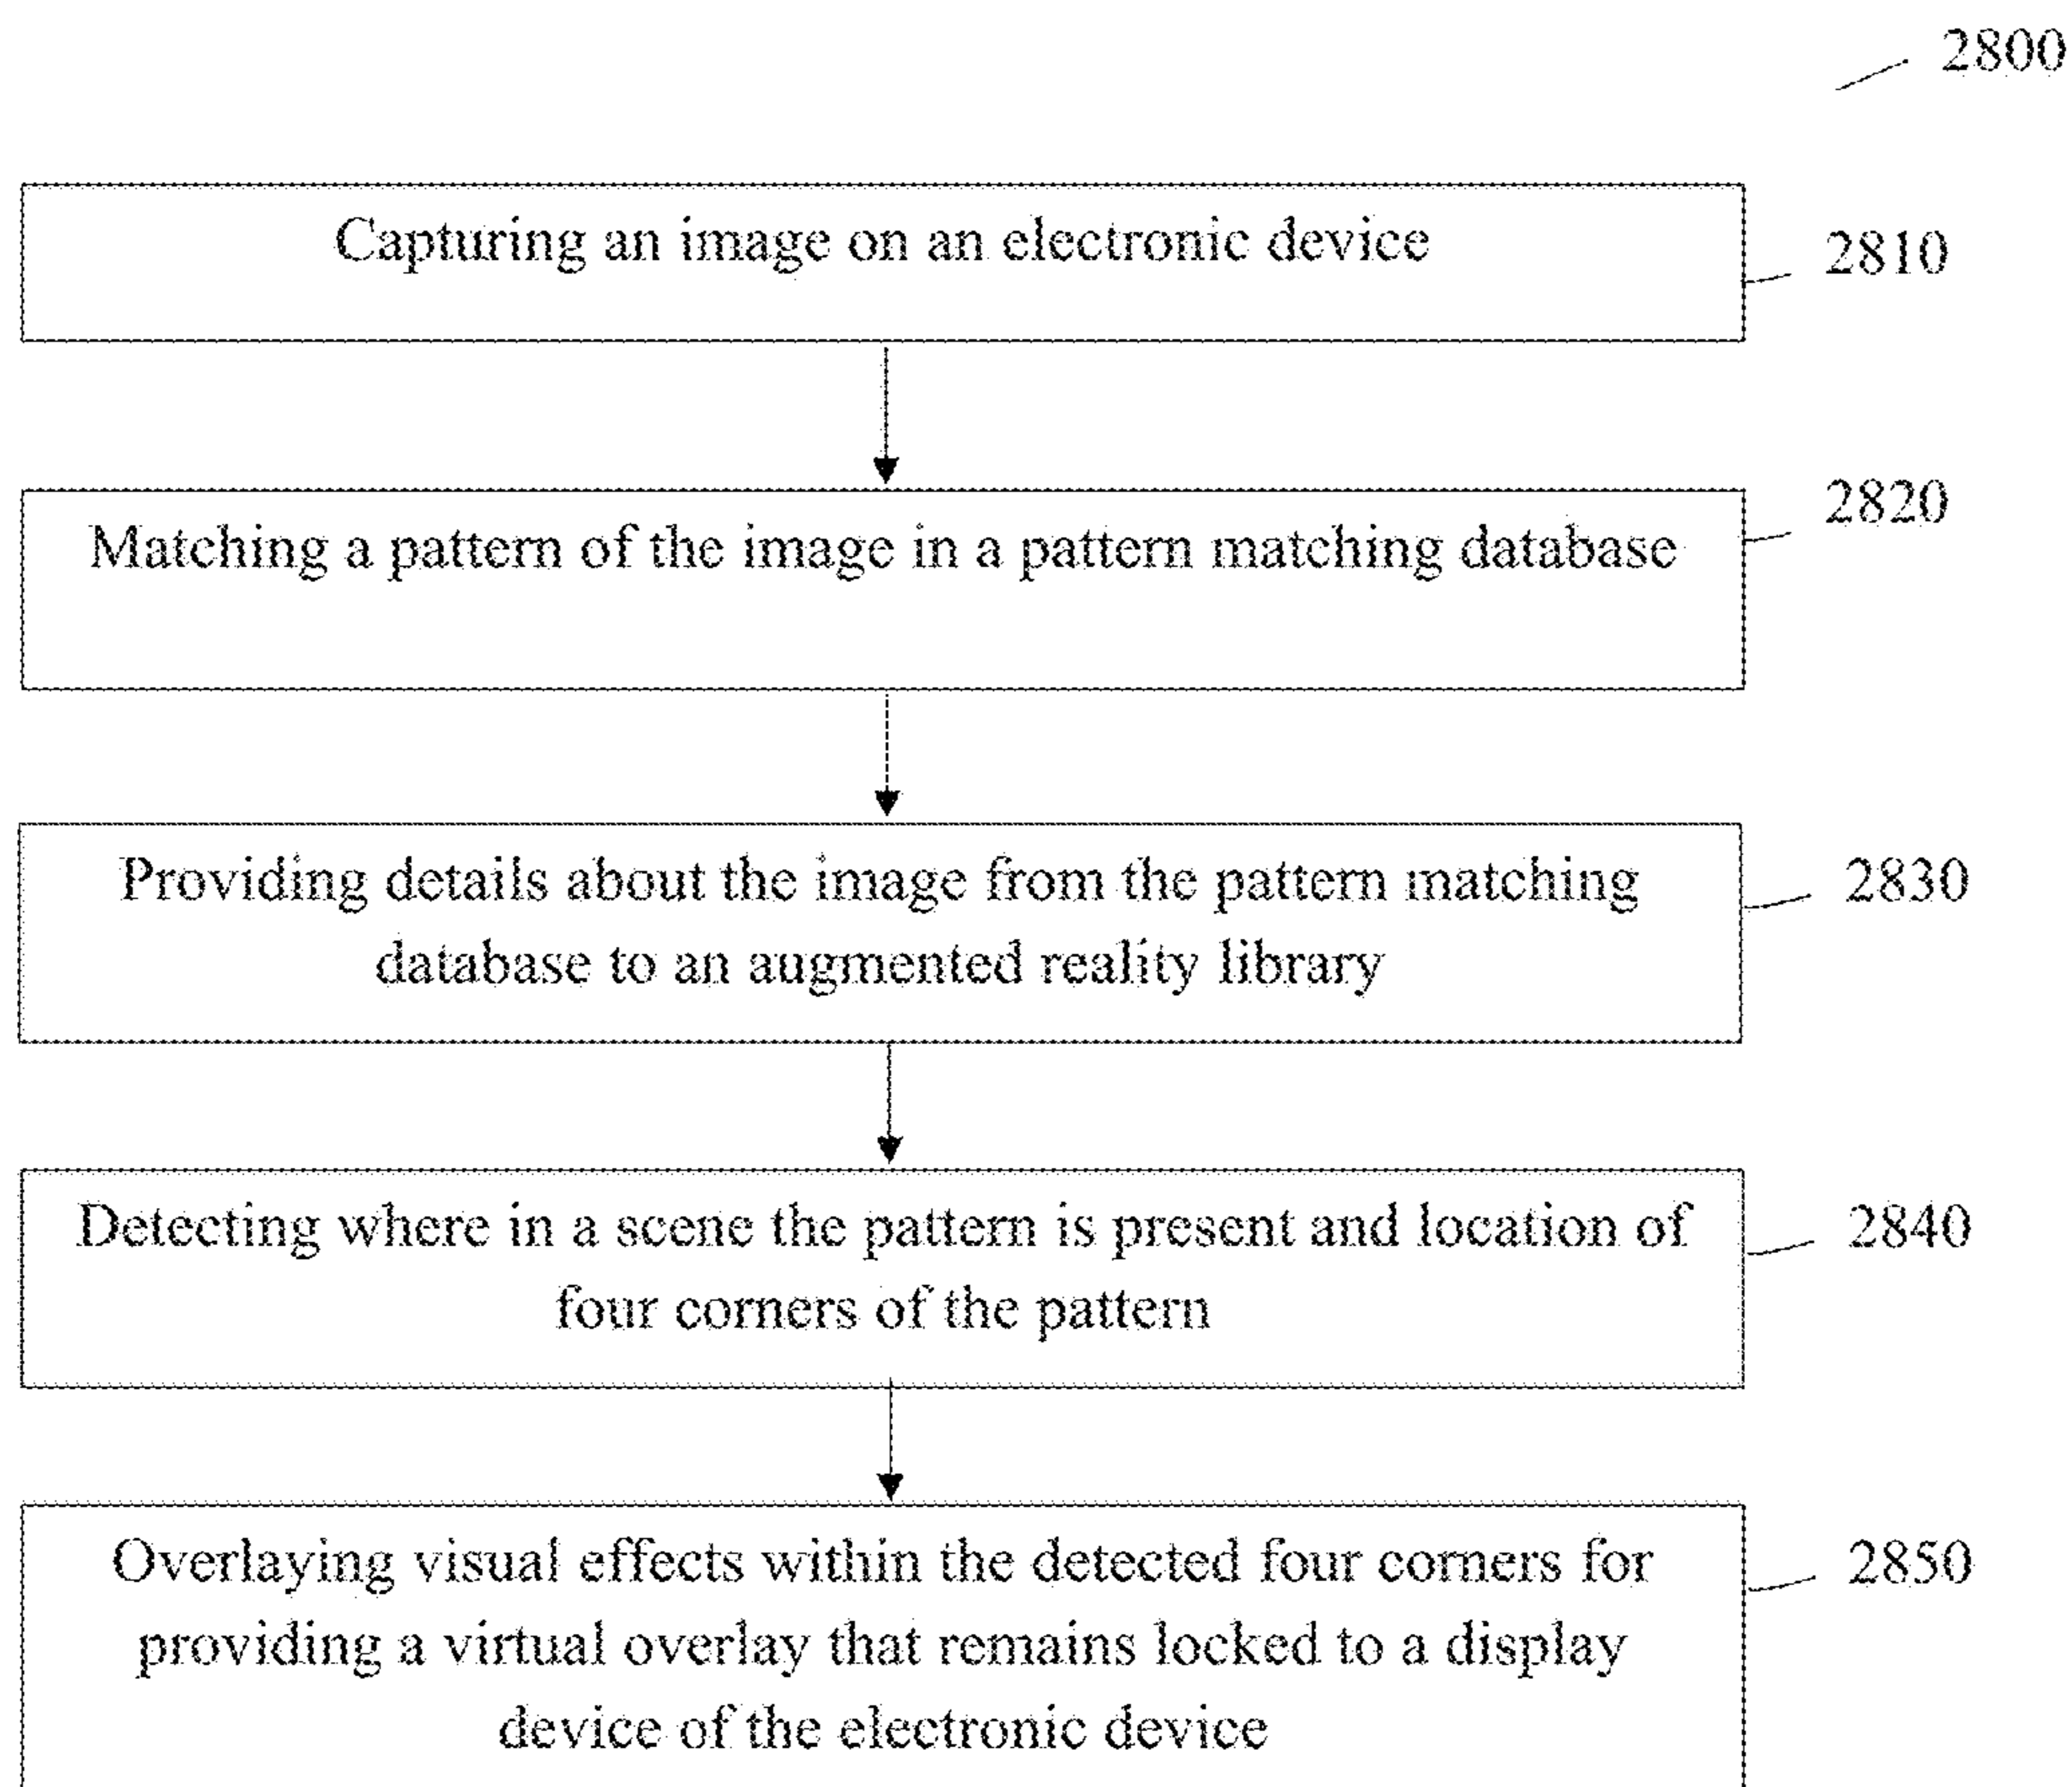 2800
Capturing an image on an electronic device
2810
Matching a pattern of the image in a pattern matching database
2820
Providing details about the image from the pattern matching
database to an augmented reality library
2830
Detecting where in a scene the pattern is present and location of
four corners of the pattern
2840
Overlaying visual effects within the detected four corners for
providing a virtual overlay that remains locked to a display
device of the electronic device
2850